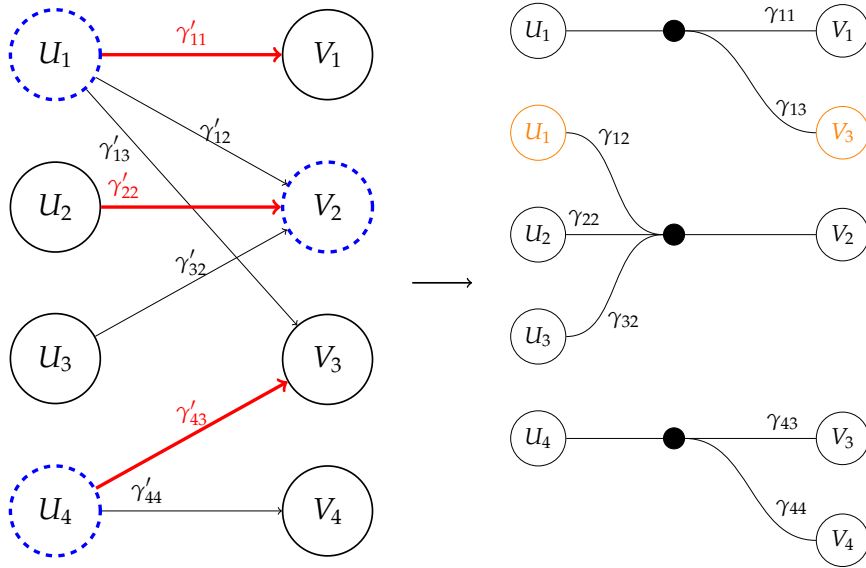 U₁ γ′₁₁ V₁
γ′₁₂
γ′₁₃
U₂ γ′₂₂ V₂
γ′₃₂
U₃ V₃
γ′₄₃
U₄ γ′₄₄ V₄
U₁ γ₁₁ V₁
γ₁₃
U₁ γ₁₂ V₃
U₂ γ₂₂ V₂
γ₃₂
U₃
U₄ γ₄₃ V₃
γ₄₄
V₄